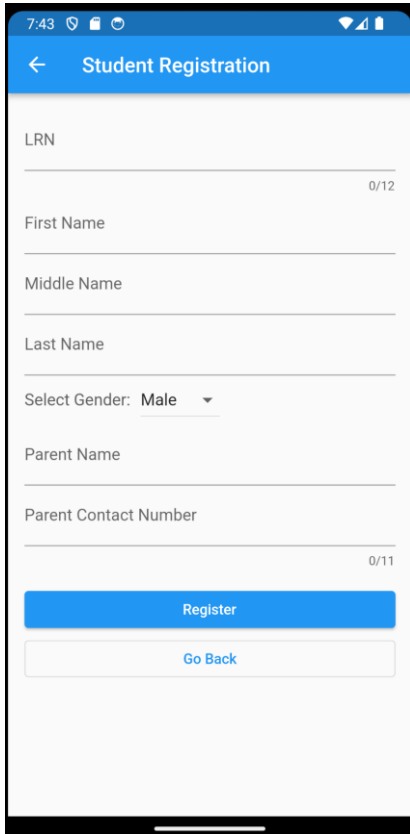 7:43
Student Registration
LRN
0/12
First Name
Middle Name
Last Name
Select Gender: Male
Parent Name
Parent Contact Number
0/11
Register
Go Back